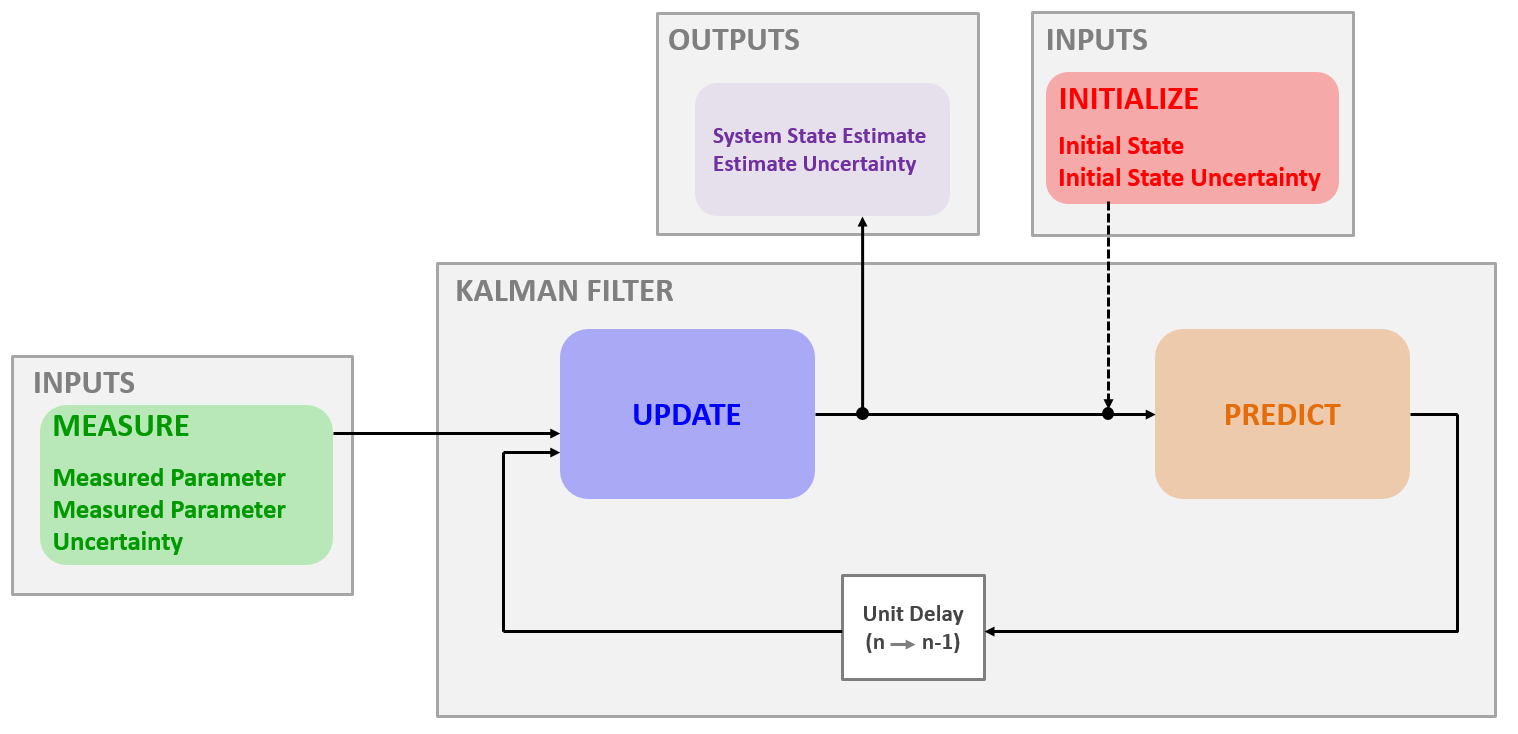 OUTPUTS
System State Estimate
Estimate Uncertainty
INPUTS
INITIALIZE
Initial State
Initial State Uncertainty
KALMAN FILTER
UPDATE
PREDICT
INPUTS
MEASURE
Measured Parameter
Measured Parameter
Uncertainty
Unit Delay
(n → n-1)